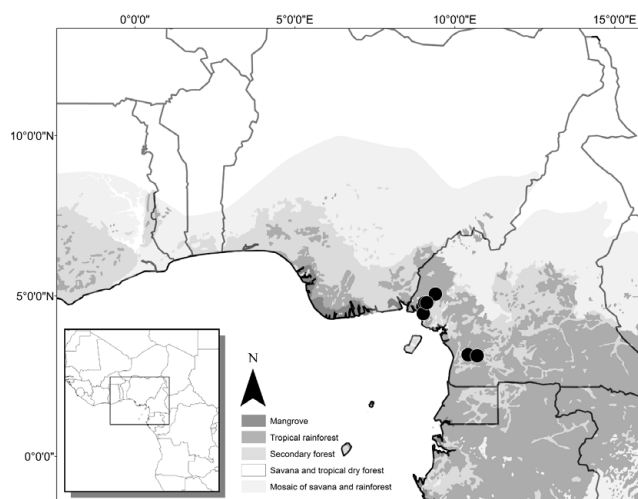 0°0'0" 5°0'0"E 10°0'0"E 15°0'0"E
10°0'0"N
5°0'0"N
0°0'0"
N
Mangrove
Tropical rainforest
Secondary forest
Savana and tropical dry forest
Mosaic of savana and rainforest